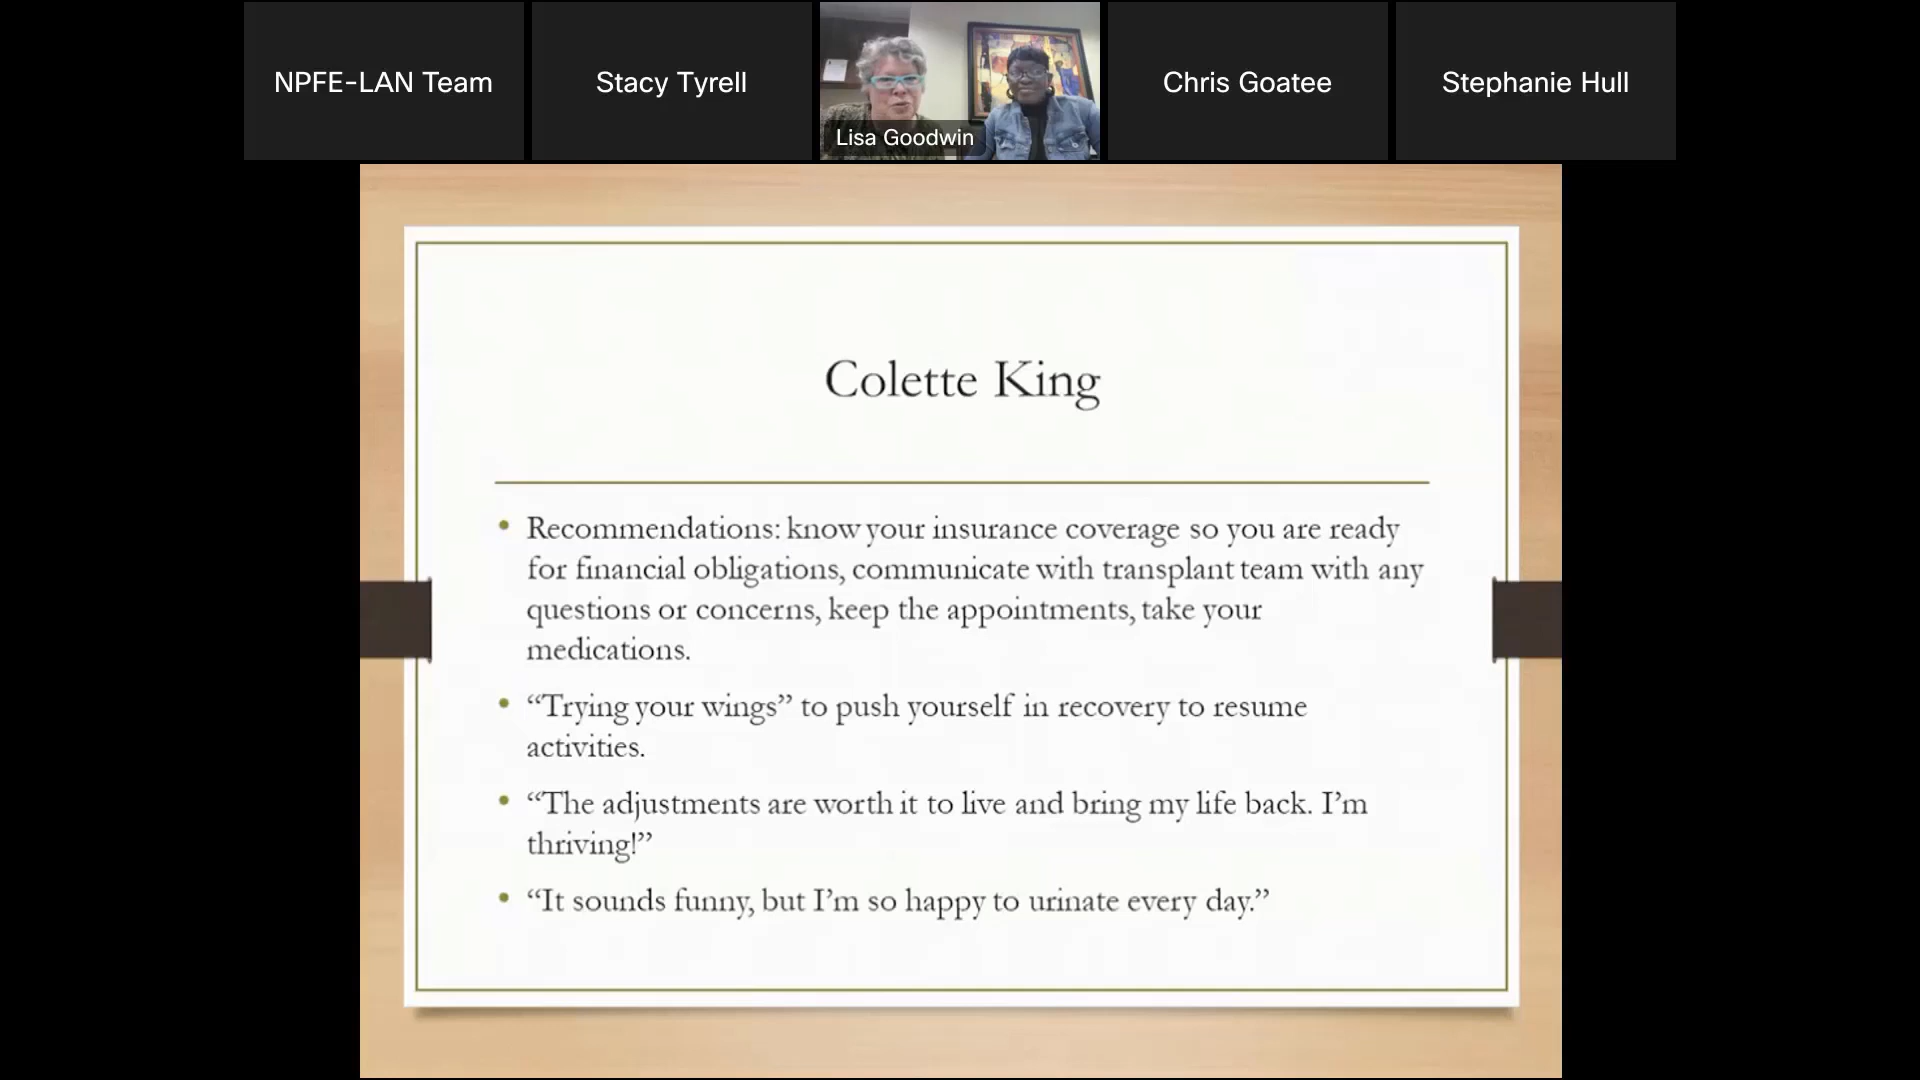 NPFE-LAN Team
Stacy Tyrell
Lisa Goodwin
Chris Goatee
Stephanie Hull
Colette King
• Recommendations: know your insurance coverage so you are ready
for financial obligations, communicate with transplant team with any
questions or concerns, keep the appointments, take your
medications.
• “Trying your wings” to push yourself in recovery to resume
activities.
• “The adjustments are worth it to live and bring my life back. I’m
thriving!”
• “It sounds funny, but I’m so happy to urinate every day.”